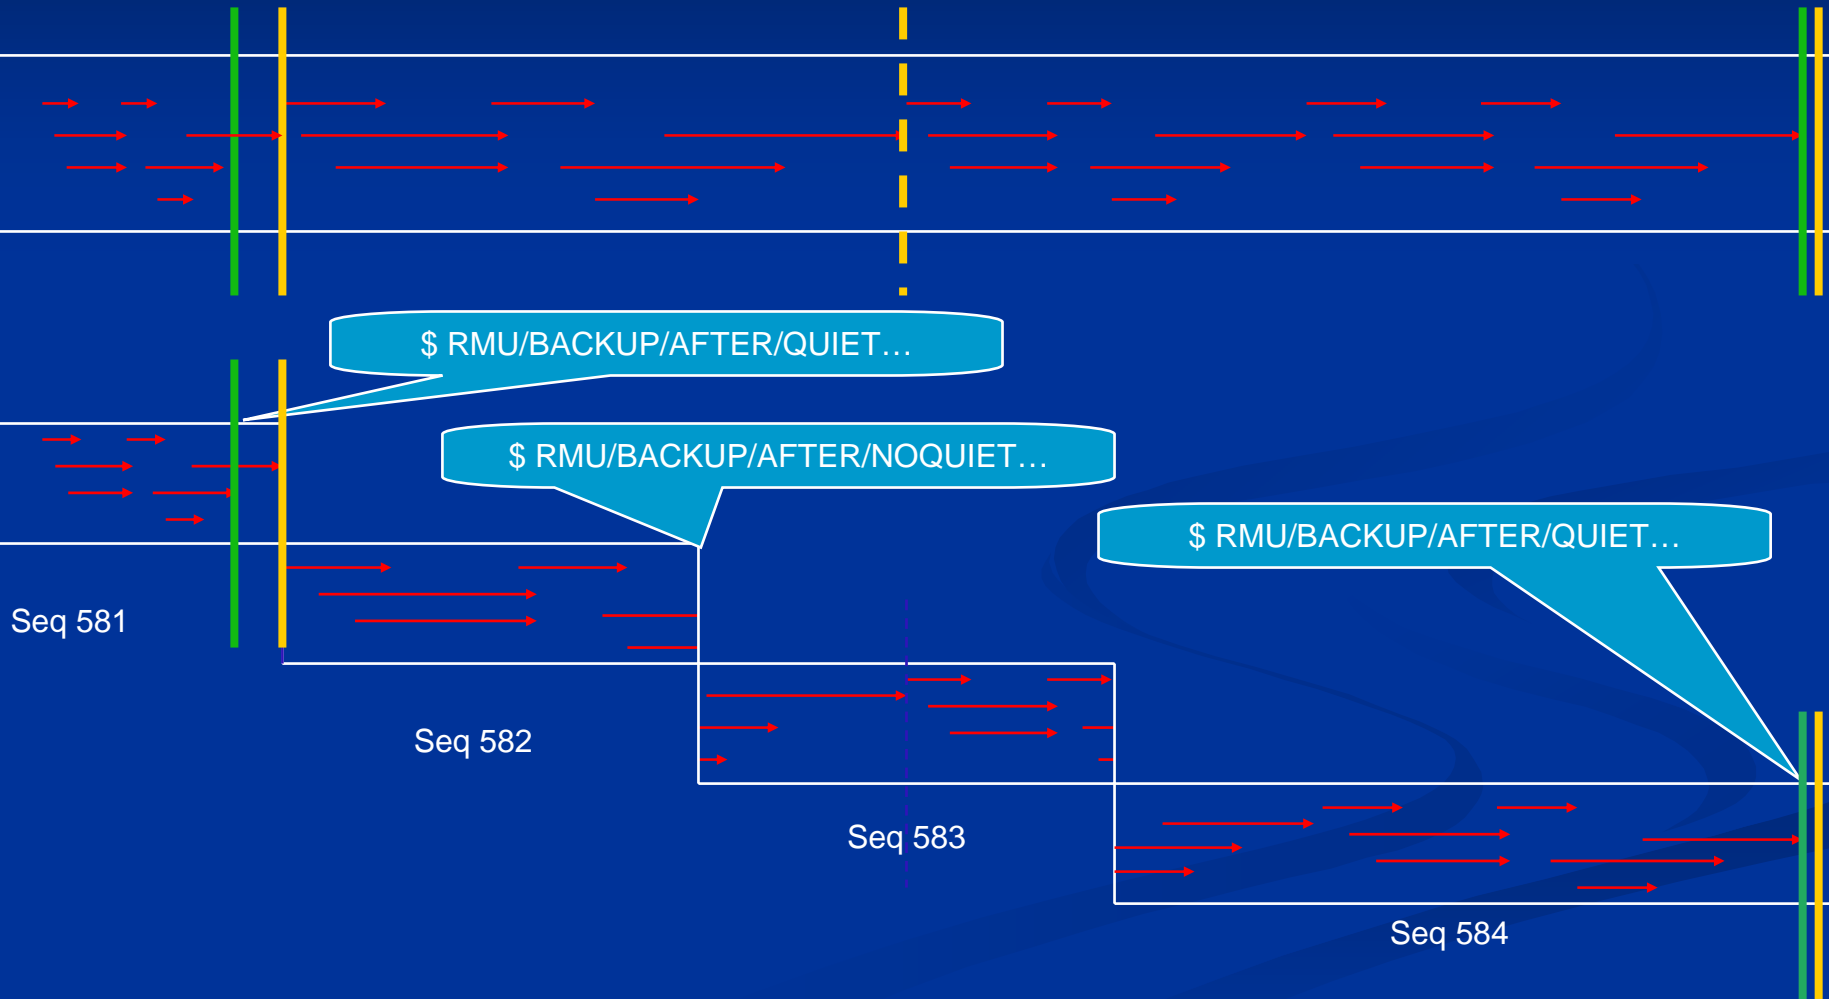 $ RMU/BACKUP/AFTER/QUIET…
$ RMU/BACKUP/AFTER/NOQUIET…
$ RMU/BACKUP/AFTER/QUIET…
Seq 581
Seq 582
Seq 583
Seq 584